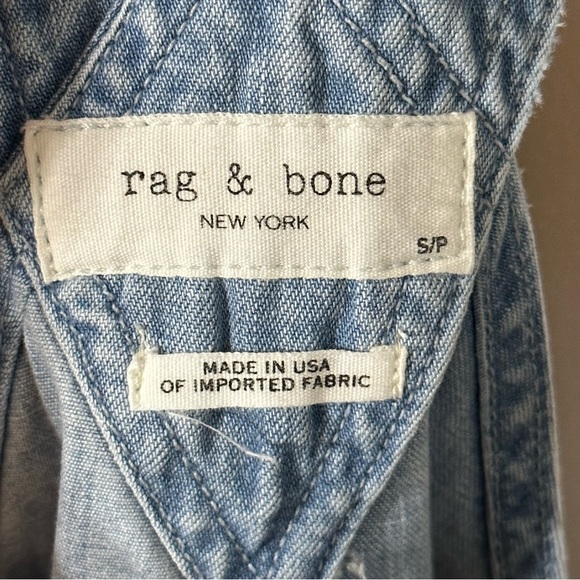 rag & bone
NEW YORK
S/P
MADE IN USA
OF IMPORTED FABRIC